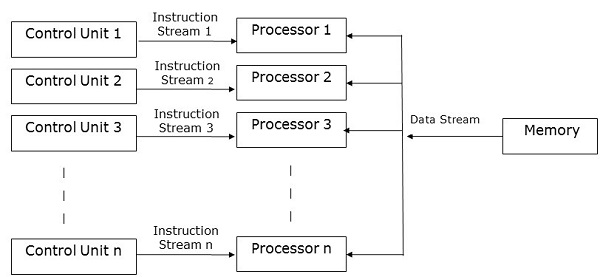 Control Unit 1
Instruction
Stream 1
Processor 1
Control Unit 2
Instruction
Stream 2
Processor 2
Control Unit 3
Instruction
Stream 3
Processor 3
Data Stream
Memory
Control Unit n
Instruction
Stream n
Processor n